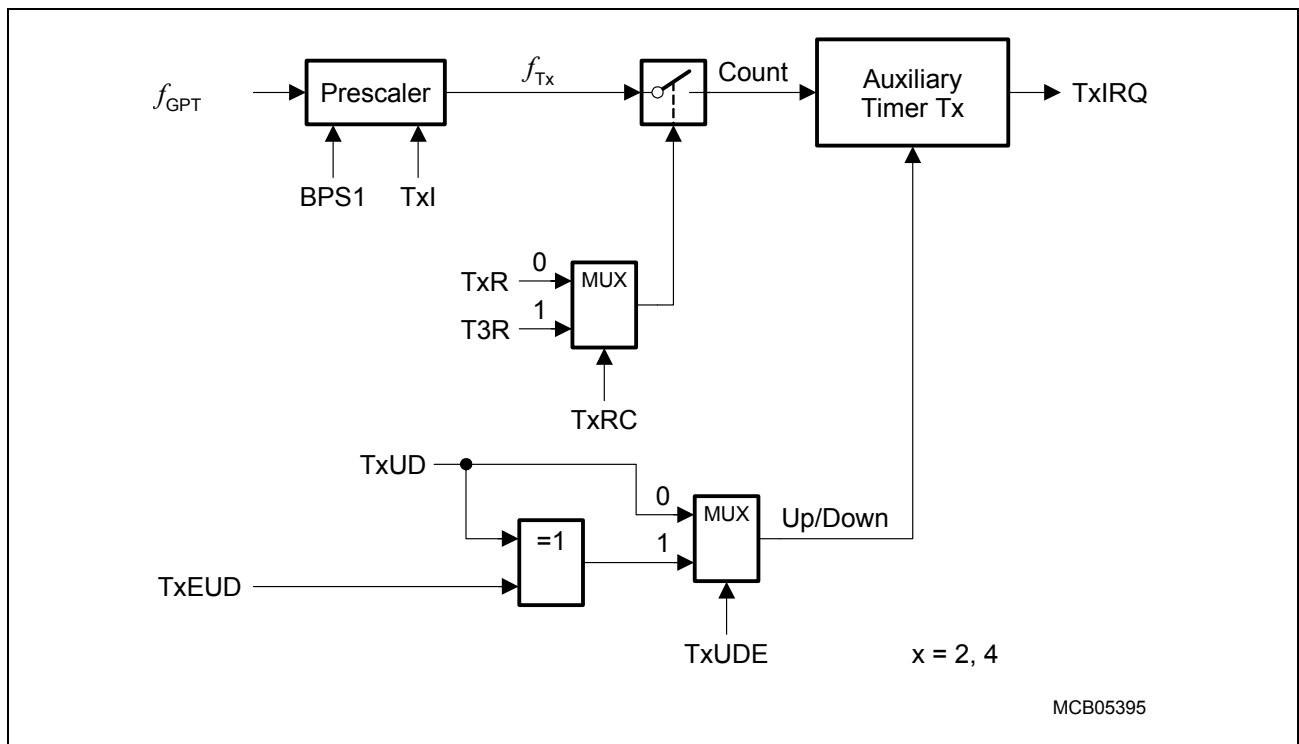 fGPT
Prescaler
fTx
Count
Auxiliary
Timer Tx
TxIRQ
BPS1
TxI
TxR
0
MUX
T3R
1
TxRC
TxUD
0
MUX
Up/Down
=1
1
TxEUD
TxUDE
x = 2, 4
MCB05395